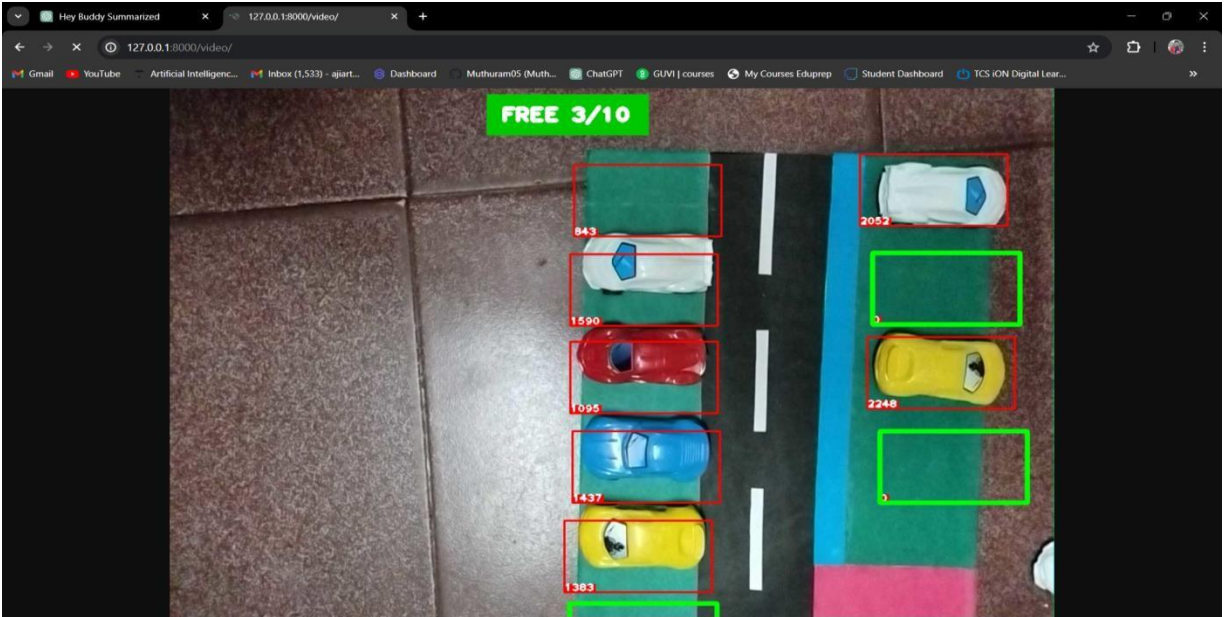 Hey Buddy Summarized
127.0.0.1:8000/video/
127.0.0.1:8000/video/
Gmail YouTube Artificial Intelligenc... Inbox (1,533) - ajiart... Dashboard Muthuram05 (Muth... ChatGPT GUVI | courses My Courses Eduprep Student Dashboard TCS iON Digital Lear...
FREE 3/10
843
2052
1590
0
1095
2248
1437
0
1383